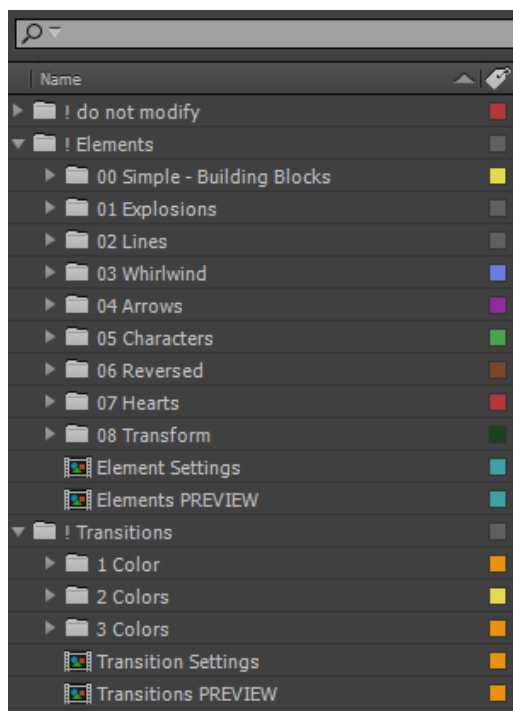 Name
! do not modify
! Elements
00 Simple - Building Blocks
01 Explosions
02 Lines
03 Whirlwind
04 Arrows
05 Characters
06 Reversed
07 Hearts
08 Transform
Element Settings
Elements PREVIEW
! Transitions
1 Color
2 Colors
3 Colors
Transition Settings
Transitions PREVIEW